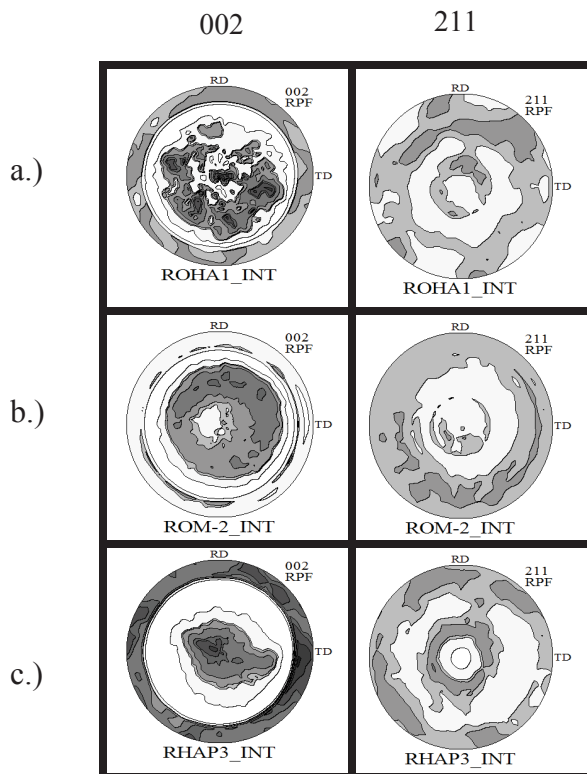 002 211
a.)
RD 002 RPF TD ROHA1_INT
RD 211 RPF TD ROHA1_INT
b.)
RD 002 RPF TD ROM-2_INT
RD 211 RPF TD ROM-2_INT
c.)
RD 002 RPF TD RHAP3_INT
RD 211 RPF TD RHAP3_INT